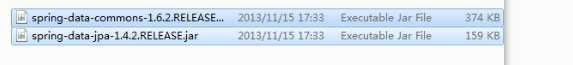 spring-data-commons-1.6.2.RELEASE... 2013/11/15 17:33 Executable Jar File 374 KB
spring-data-jpa-1.4.2.RELEASE.jar 2013/11/15 17:33 Executable Jar File 159 KB